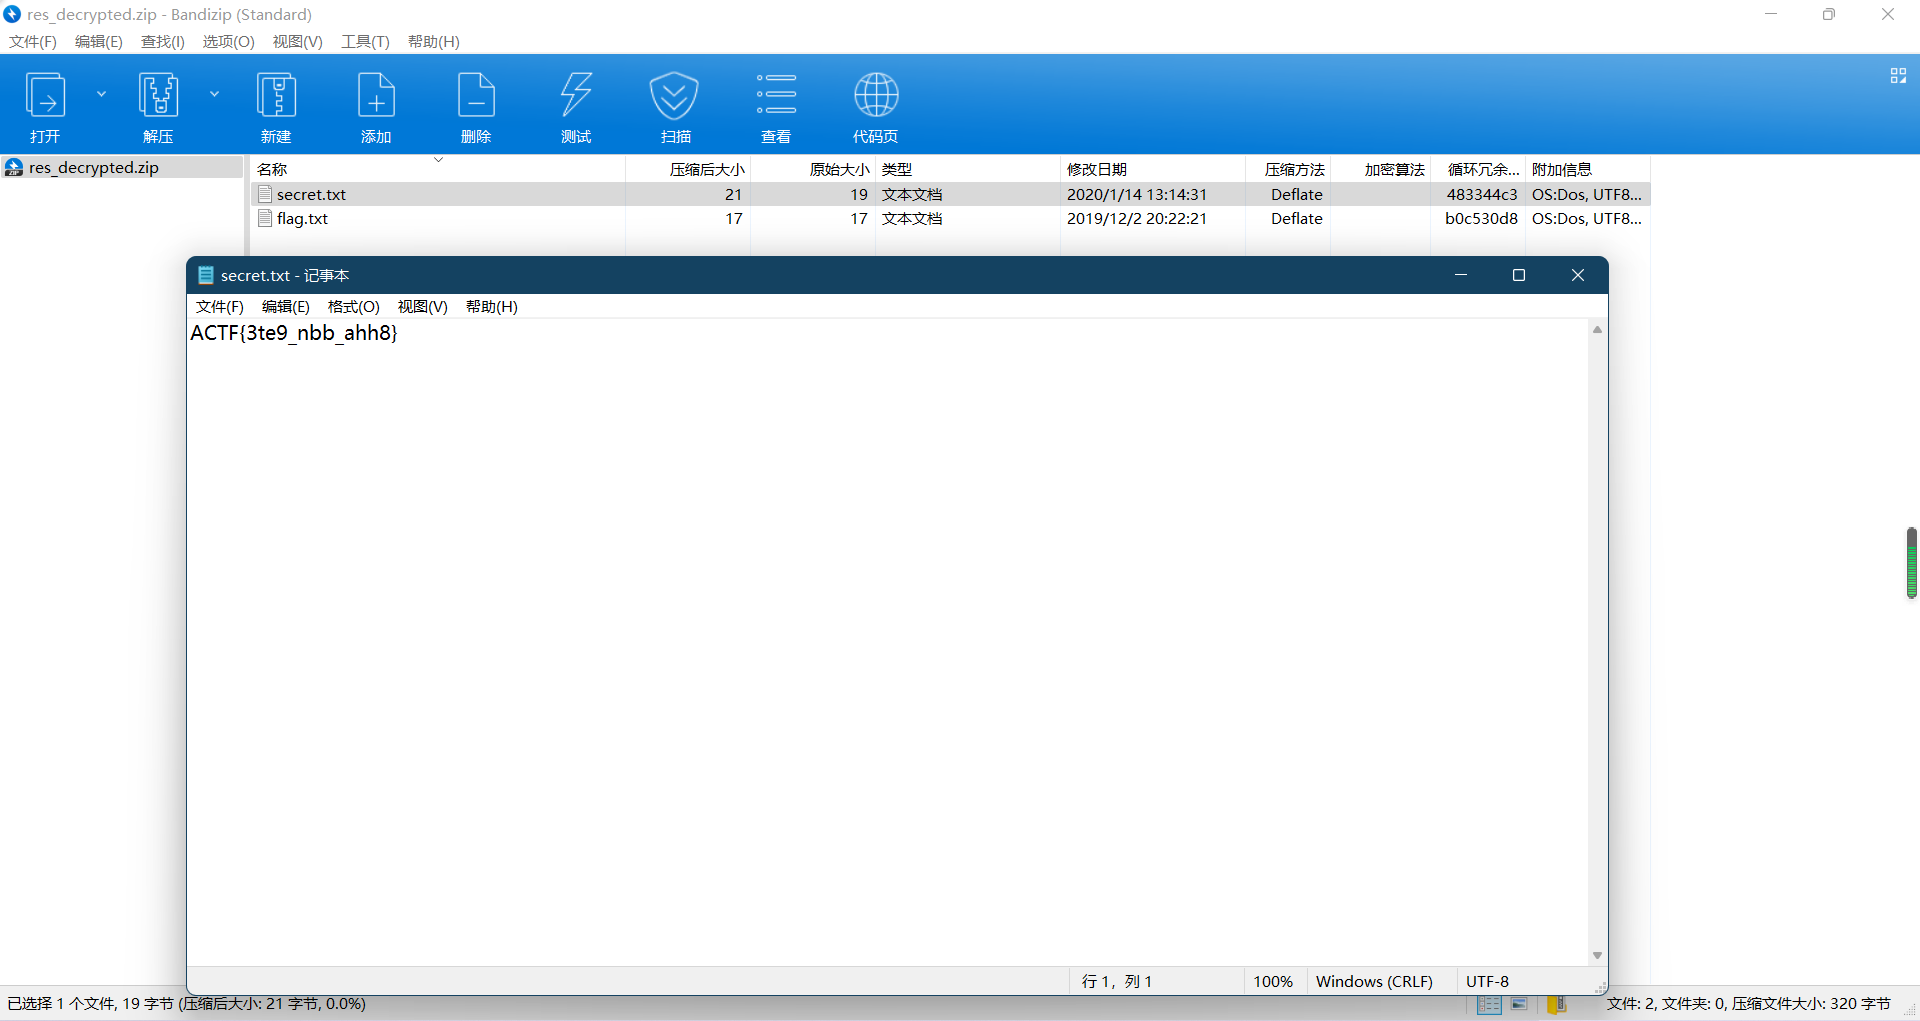 res_decrypted.zip - Bandizip (Standard)
文件(F) 编辑(E) 查找(I) 选项(O) 视图(V) 工具(T) 帮助(H)
打开 解压 新建 添加 删除 测试 扫描 查看 代码页
res_decrypted.zip
名称 压缩后大小 原始大小 类型 修改日期 压缩方法 加密算法 循环冗余... 附加信息
secret.txt 21 19 文本文档 2020/1/14 13:14:31 Deflate 483344c3 OS:Dos, UTF8...
flag.txt 17 17 文本文档 2019/12/2 20:22:21 Deflate b0c530d8 OS:Dos, UTF8...
secret.txt - 记事本
文件(F) 编辑(E) 格式(O) 视图(V) 帮助(H)
ACTF{3te9_nbb_ahh8}
行 1，列 1 100% Windows (CRLF) UTF-8
已选择 1 个文件, 19 字节 (压缩后大小: 21 字节, 0.0%) 文件: 2, 文件夹: 0, 压缩文件大小: 320 字节